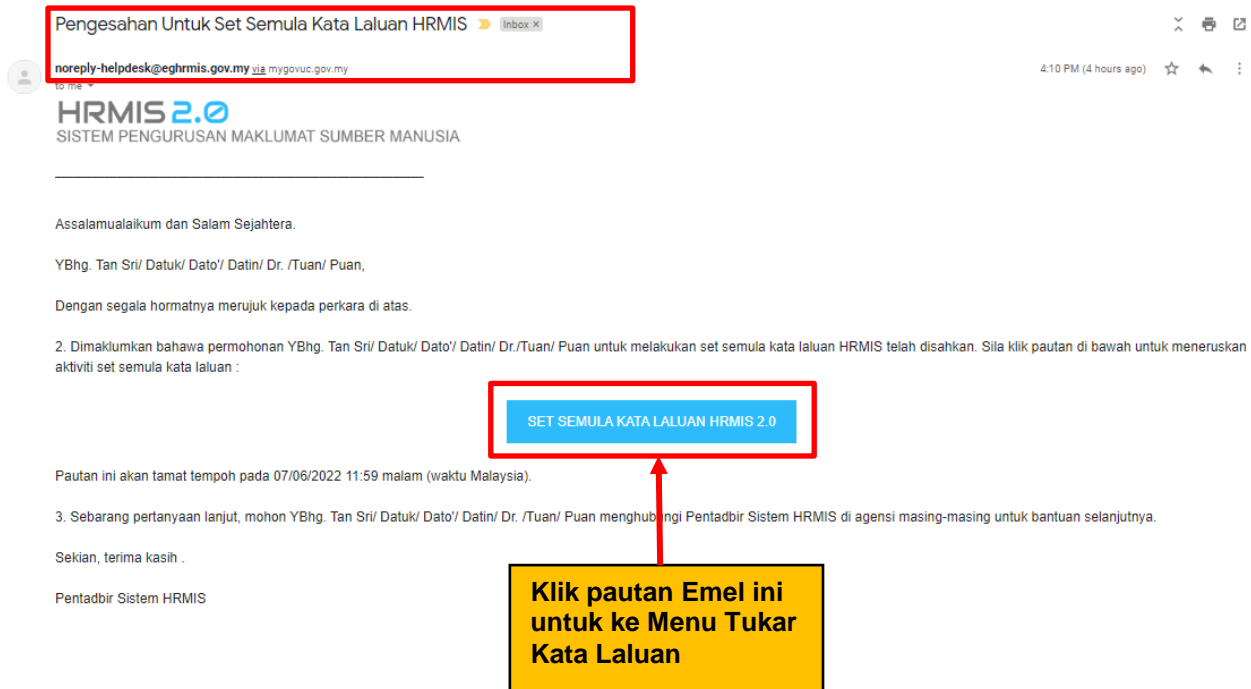 Pengesahan Untuk Set Semula Kata Laluan HRMIS Inbox ×
noreply-helpdesk@eghrmis.gov.my via mygovuc.gov.my 4:10 PM (4 hours ago)
to me
HRMIS 2.0
SISTEM PENGURUSAN MAKLUMAT SUMBER MANUSIA
Assalamualaikum dan Salam Sejahtera.
YBhg. Tan Sri/ Datuk/ Dato'/ Datin/ Dr. /Tuan/ Puan,
Dengan segala hormatnya merujuk kepada perkara di atas.
2. Dimaklumkan bahawa permohonan YBhg. Tan Sri/ Datuk/ Dato'/ Datin/ Dr./Tuan/ Puan untuk melakukan set semula kata laluan HRMIS telah disahkan. Sila klik pautan di bawah untuk meneruskan
aktiviti set semula kata laluan :
SET SEMULA KATA LALUAN HRMIS 2.0
Pautan ini akan tamat tempoh pada 07/06/2022 11:59 malam (waktu Malaysia).
3. Sebarang pertanyaan lanjut, mohon YBhg. Tan Sri/ Datuk/ Dato'/ Datin/ Dr. /Tuan/ Puan menghubungi Pentadbir Sistem HRMIS di agensi masing-masing untuk bantuan selanjutnya.
Sekian, terima kasih .
Pentadbir Sistem HRMIS
Klik pautan Emel ini
untuk ke Menu Tukar
Kata Laluan